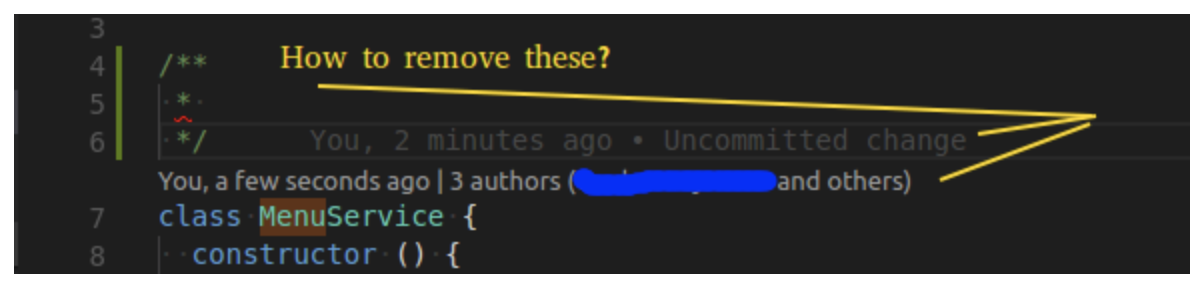 3
4 /** How to remove these?
5 *
6 */ You, 2 minutes ago • Uncommitted change
You, a few seconds ago | 3 authors ( and others)
7 class MenuService {
8 constructor () {